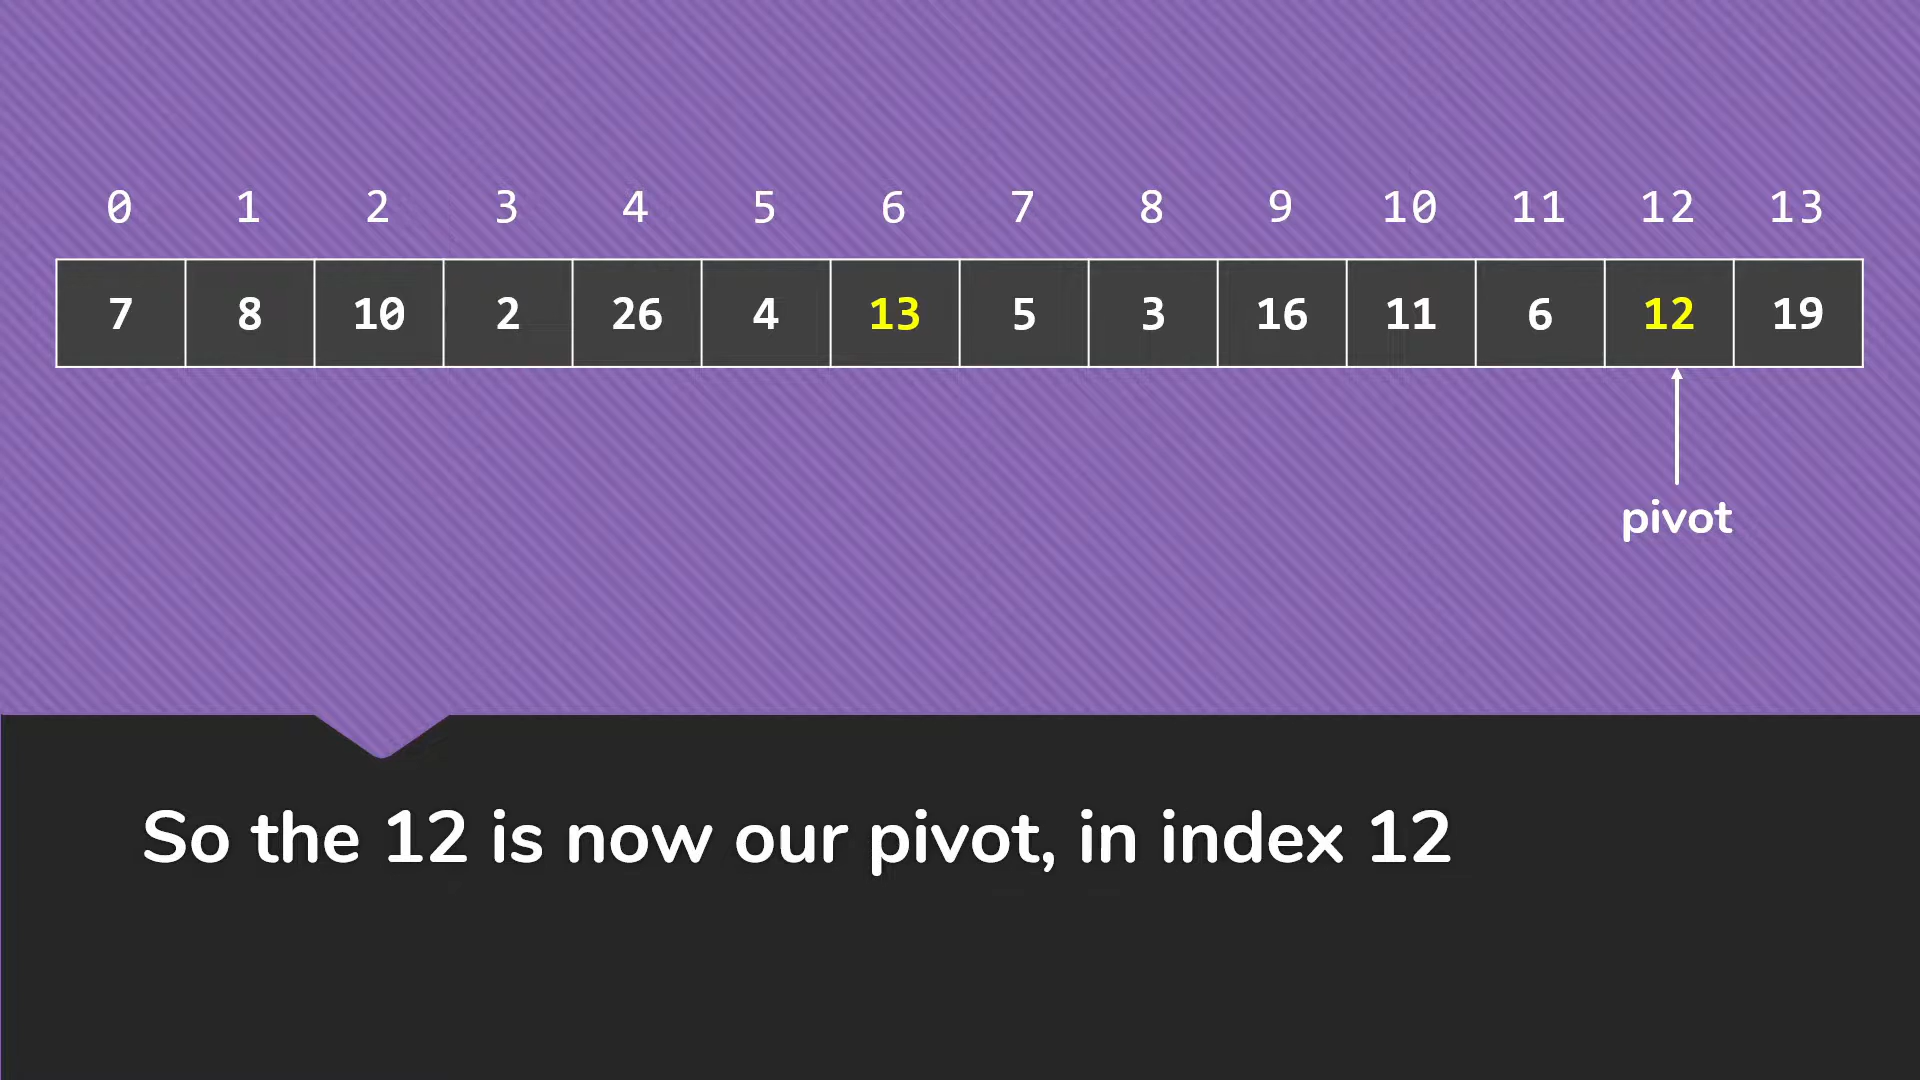 0 1 2 3 4 5 6 7 8 9 10 11 12 13
7 8 10 2 26 4 13 5 3 16 11 6 12 19
pivot
So the 12 is now our pivot, in index 12